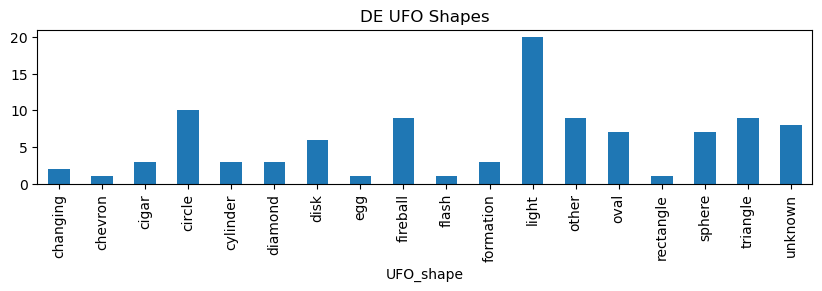 DE UFO Shapes
20
15
10
5
0
changing
chevron
cigar
circle
cylinder
diamond
disk
egg
fireball
flash
formation
light
other
oval
rectangle
sphere
triangle
unknown
UFO_shape